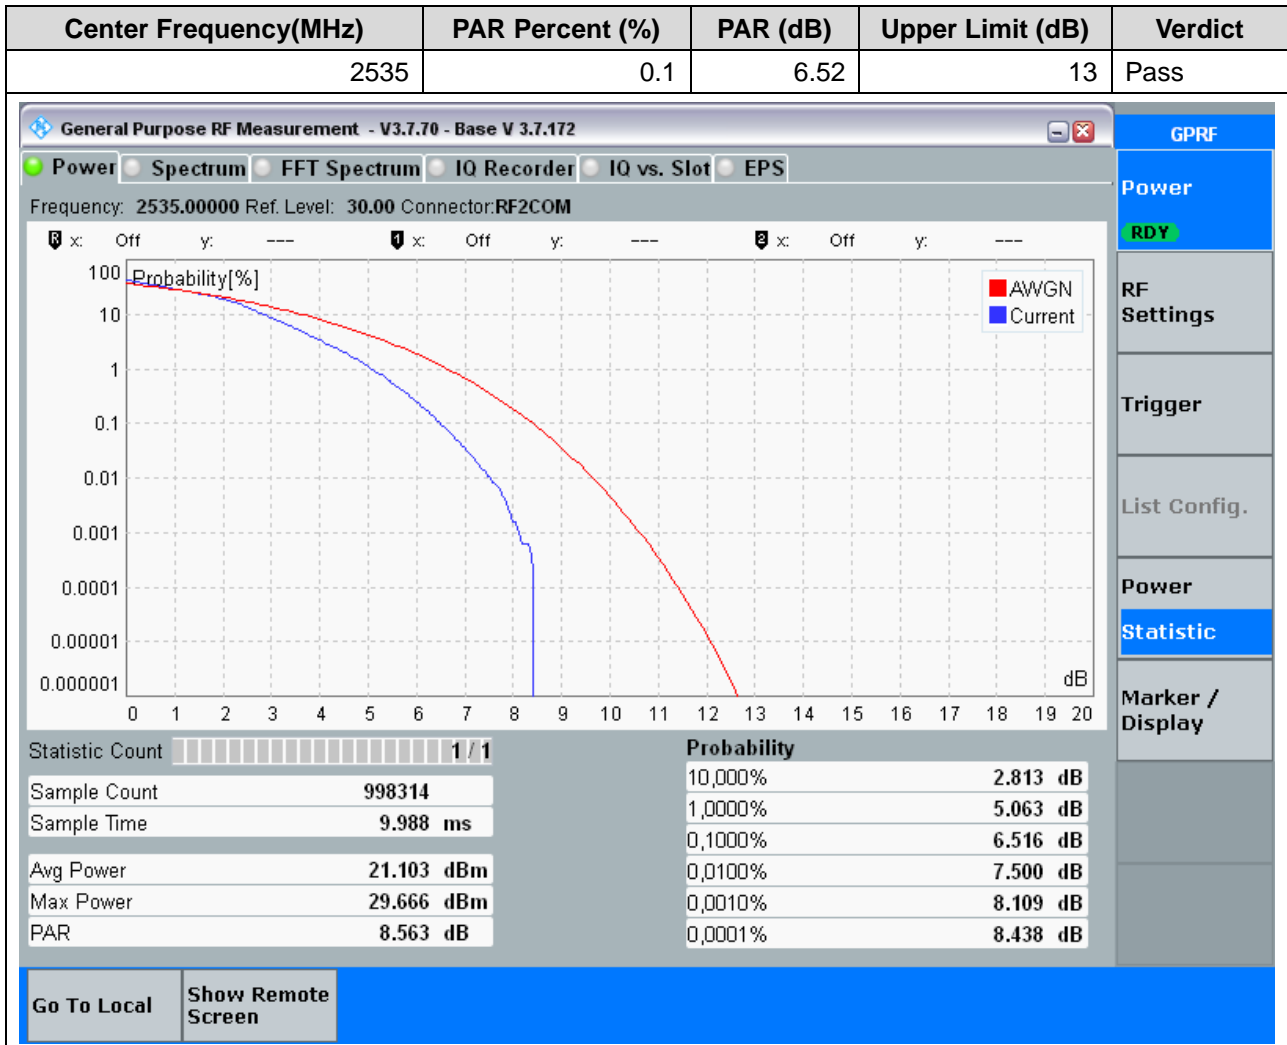 Center Frequency(MHz) PAR Percent (%) PAR (dB) Upper Limit (dB) Verdict
2535 0.1 6.52 13 Pass
General Purpose RF Measurement - V3.7.70 - Base V 3.7.172
GPRF
Power Spectrum FFT Spectrum IQ Recorder IQ vs. Slot EPS
Frequency: 2535.00000 Ref. Level: 30.00 Connector:RF2COM
R x: Off y: --- 1 x: Off y: --- 2 x: Off y: ---
Probability[%]
AWGN
Current
100
10
1
0.1
0.01
0.001
0.0001
0.00001
0.000001
dB
0 1 2 3 4 5 6 7 8 9 10 11 12 13 14 15 16 17 18 19 20
Statistic Count 1 / 1
Sample Count 998314
Sample Time 9.988 ms
Avg Power 21.103 dBm
Max Power 29.666 dBm
PAR 8.563 dB
Probability
10,000% 2.813 dB
1,0000% 5.063 dB
0,1000% 6.516 dB
0,0100% 7.500 dB
0,0010% 8.109 dB
0,0001% 8.438 dB
Power
RDY
RF
Settings
Trigger
List Config.
Power
Statistic
Marker /
Display
Go To Local
Show Remote
Screen